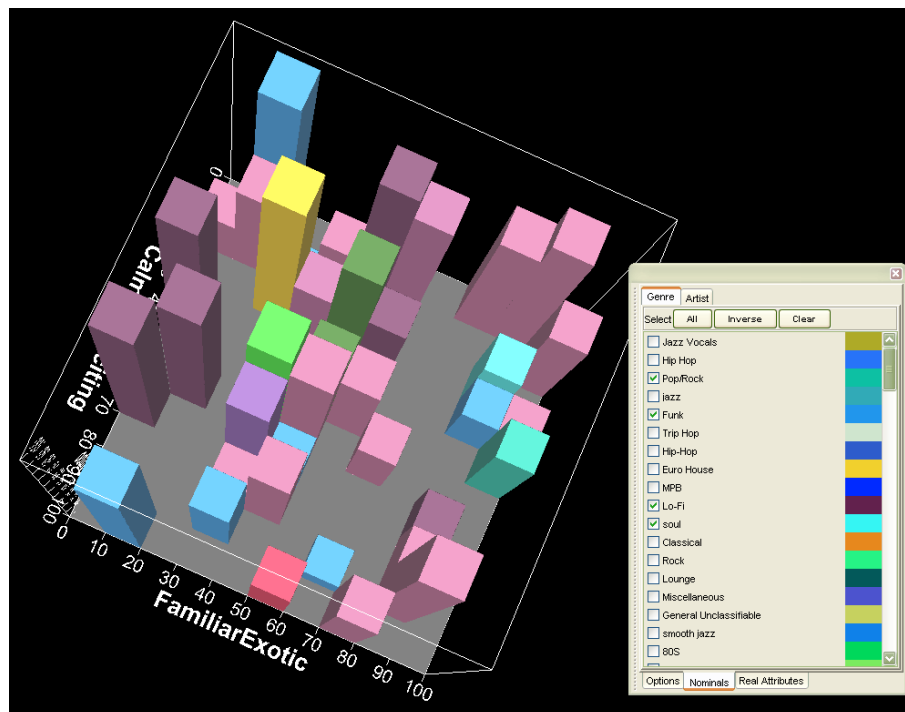 0
Calm
4
citing
70
80
90
100
0
10
20
30
40
50
60
70
80
90
100
FamiliarExotic
Genre Artist
Select All Inverse Clear
Jazz Vocals
Hip Hop
Pop/Rock
jazz
Funk
Trip Hop
Hip-Hop
Euro House
MPB
Lo-Fi
soul
Classical
Rock
Lounge
Miscellaneous
General Unclassifiable
smooth jazz
80S
Options Nominals Real Attributes